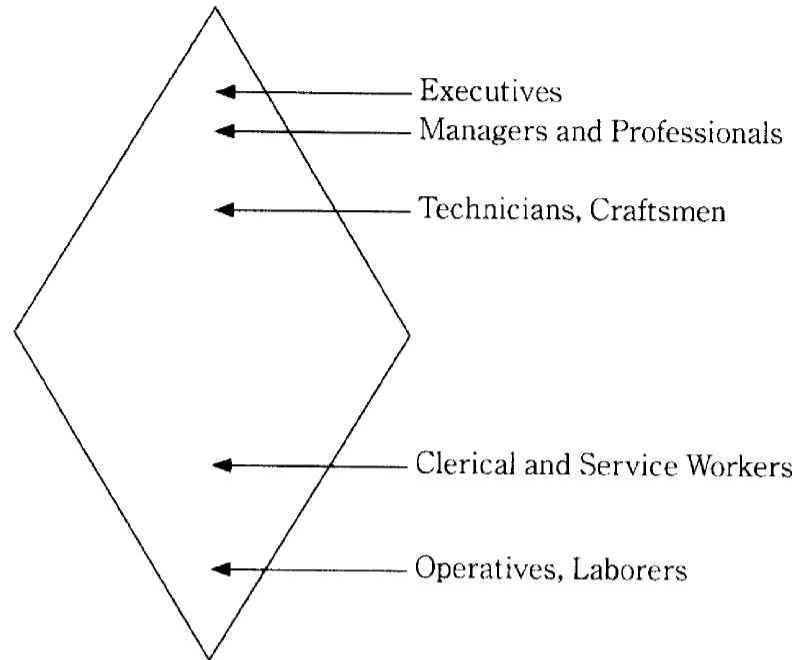 Executives
Managers and Professionals
Technicians, Craftsmen
Clerical and Service Workers
Operatives, Laborers